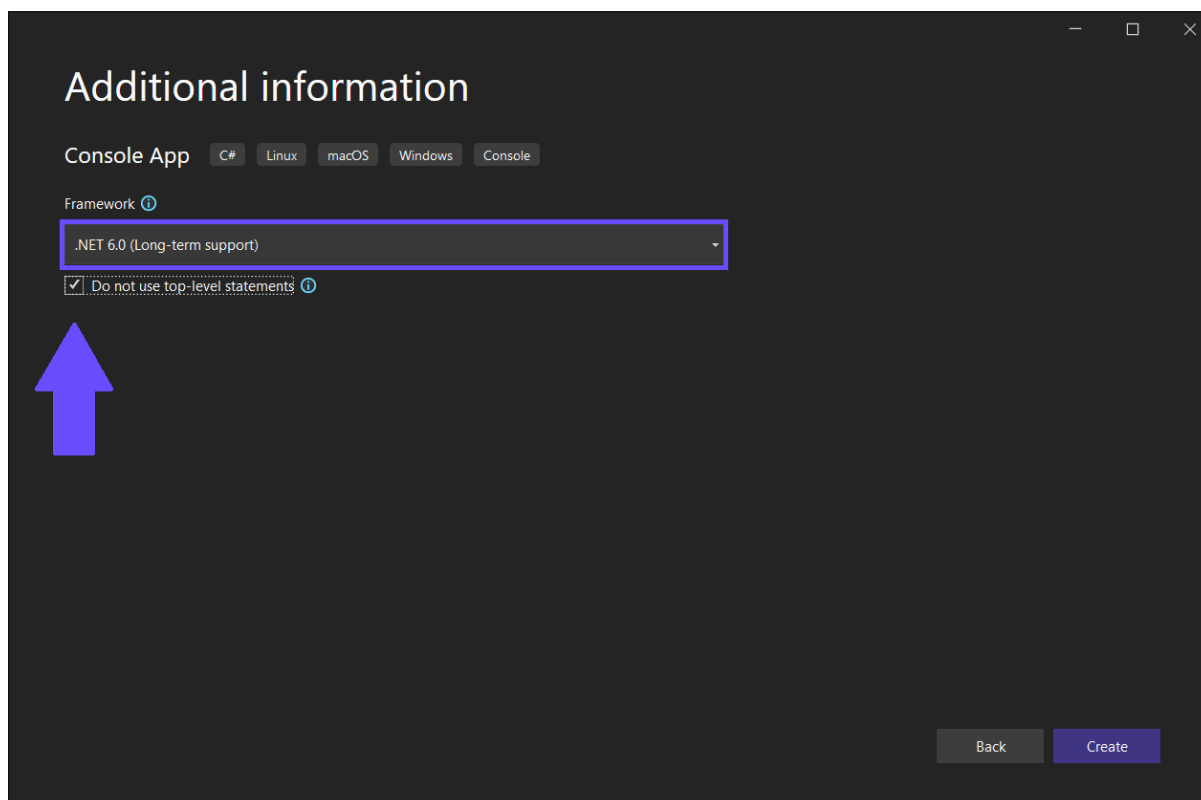 Additional information
Console App C# Linux macOS Windows Console
Framework
.NET 6.0 (Long-term support)
Do not use top-level statements
Back Create